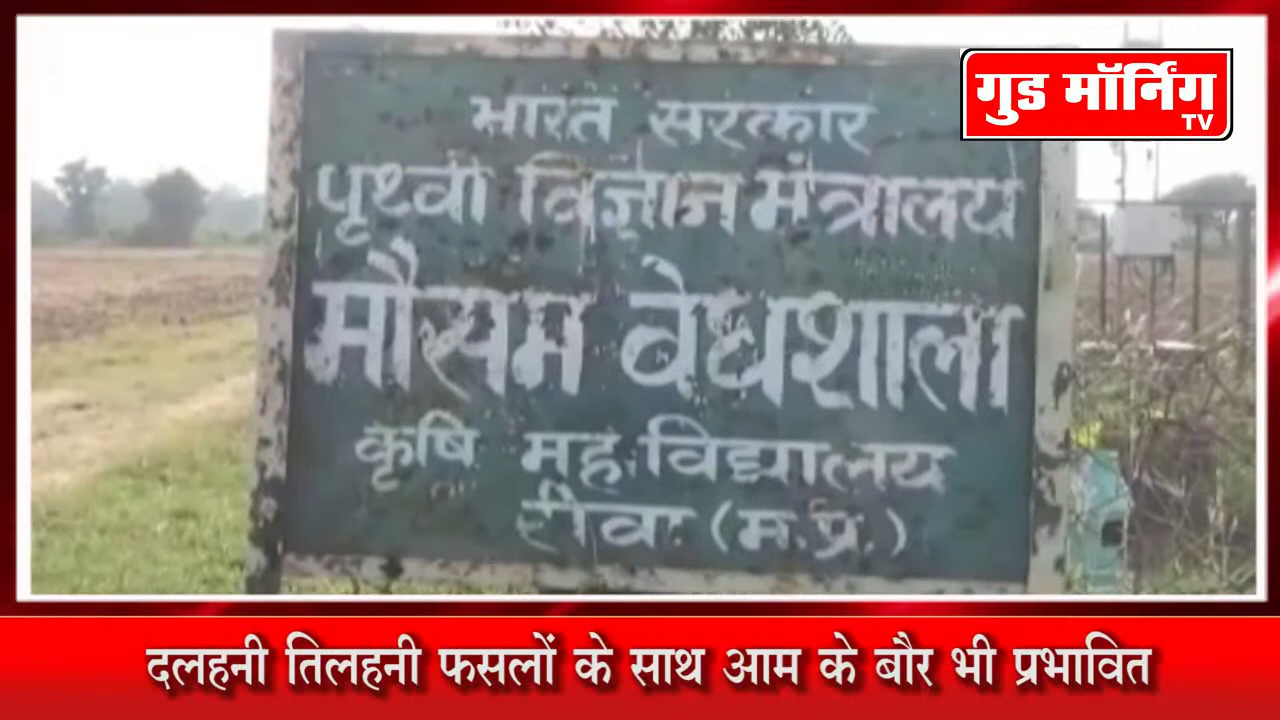 गुड मॉर्निंग
TV
भारत सरकार
पृथ्वी विज्ञान मंत्रालय
मौसम वेधशाला
कृषि महाविद्यालय
रीवा (म.प्र.)
दलहनी तिलहनी फसलों के साथ आम के बौर भी प्रभावित